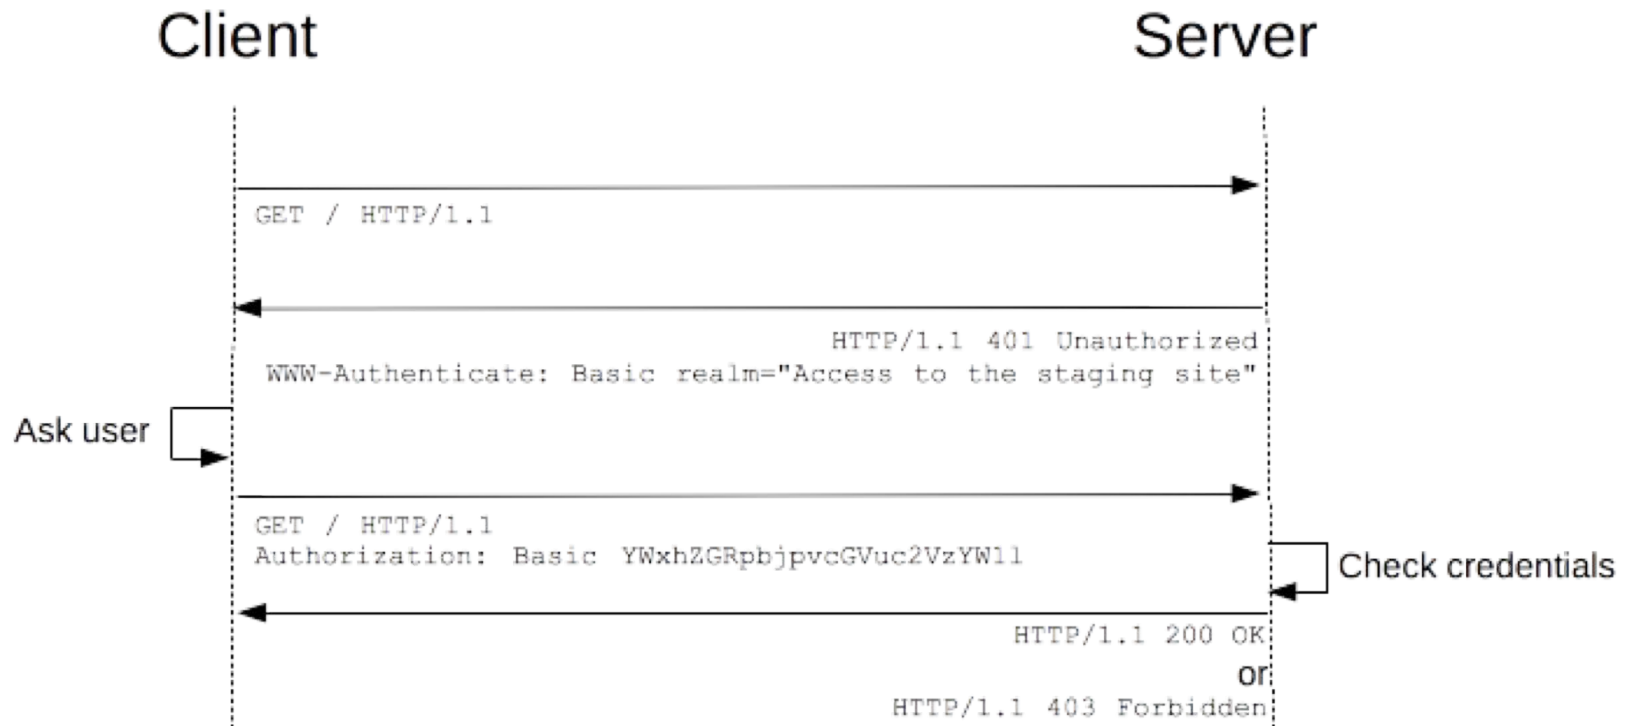 Client
Server
GET / HTTP/1.1
HTTP/1.1 401 Unauthorized
WWW-Authenticate: Basic realm="Access to the staging site"
Ask user
GET / HTTP/1.1
Authorization: Basic YWxhZGRpbjpvcGVuc2VzYW1l
Check credentials
HTTP/1.1 200 OK
or
HTTP/1.1 403 Forbidden